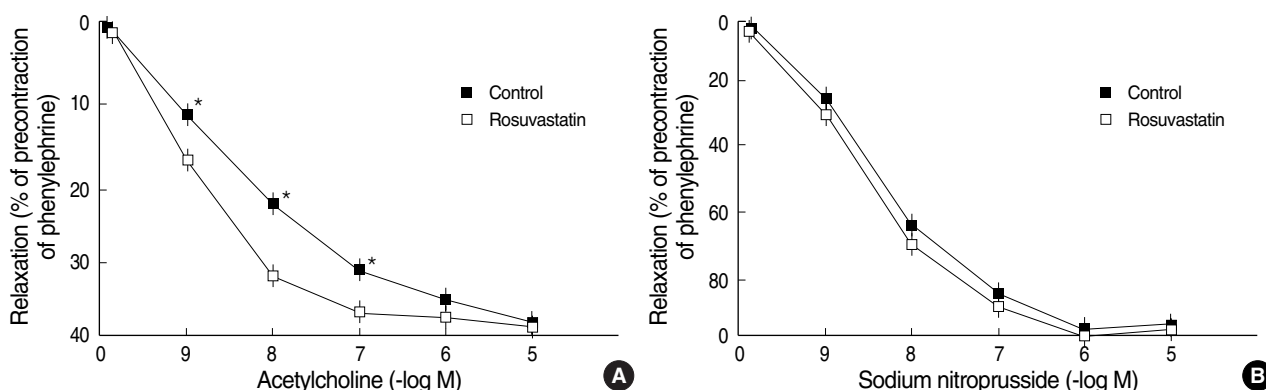 Relaxation (% of precontraction
of phenylephrine)
0
10
20
30
40
0
9
8
7
6
5
Acetylcholine (-log M)
Control
Rosuvastatin
*
*
*
A
Relaxation (% of precontraction
of phenylephrine)
0
20
40
60
80
0
0
9
8
7
6
5
Sodium nitroprusside (-log M)
Control
Rosuvastatin
B